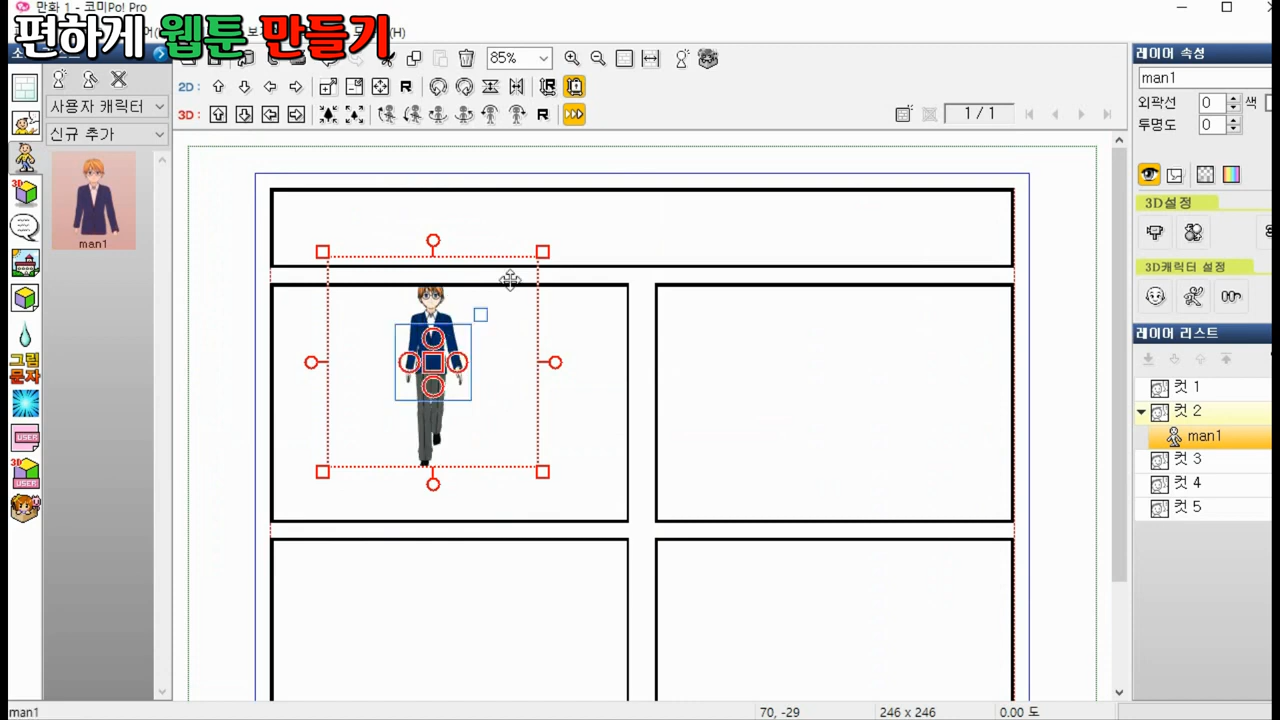 만화 1 - 코미Po! Pro
편하게 웹툰 만들기
(H)
85%
2D:
3D:
1 / 1
사용자 캐릭터
신규 추가
man1
3D
그림
문자
USER
3D
USER
레이어 속성
man1
외곽선 0 색
투명도 0
3D설정
3D캐릭터 설정
레이어 리스트
컷 1
컷 2
man1
컷 3
컷 4
컷 5
man1
70, -29
246 x 246
0.00 도